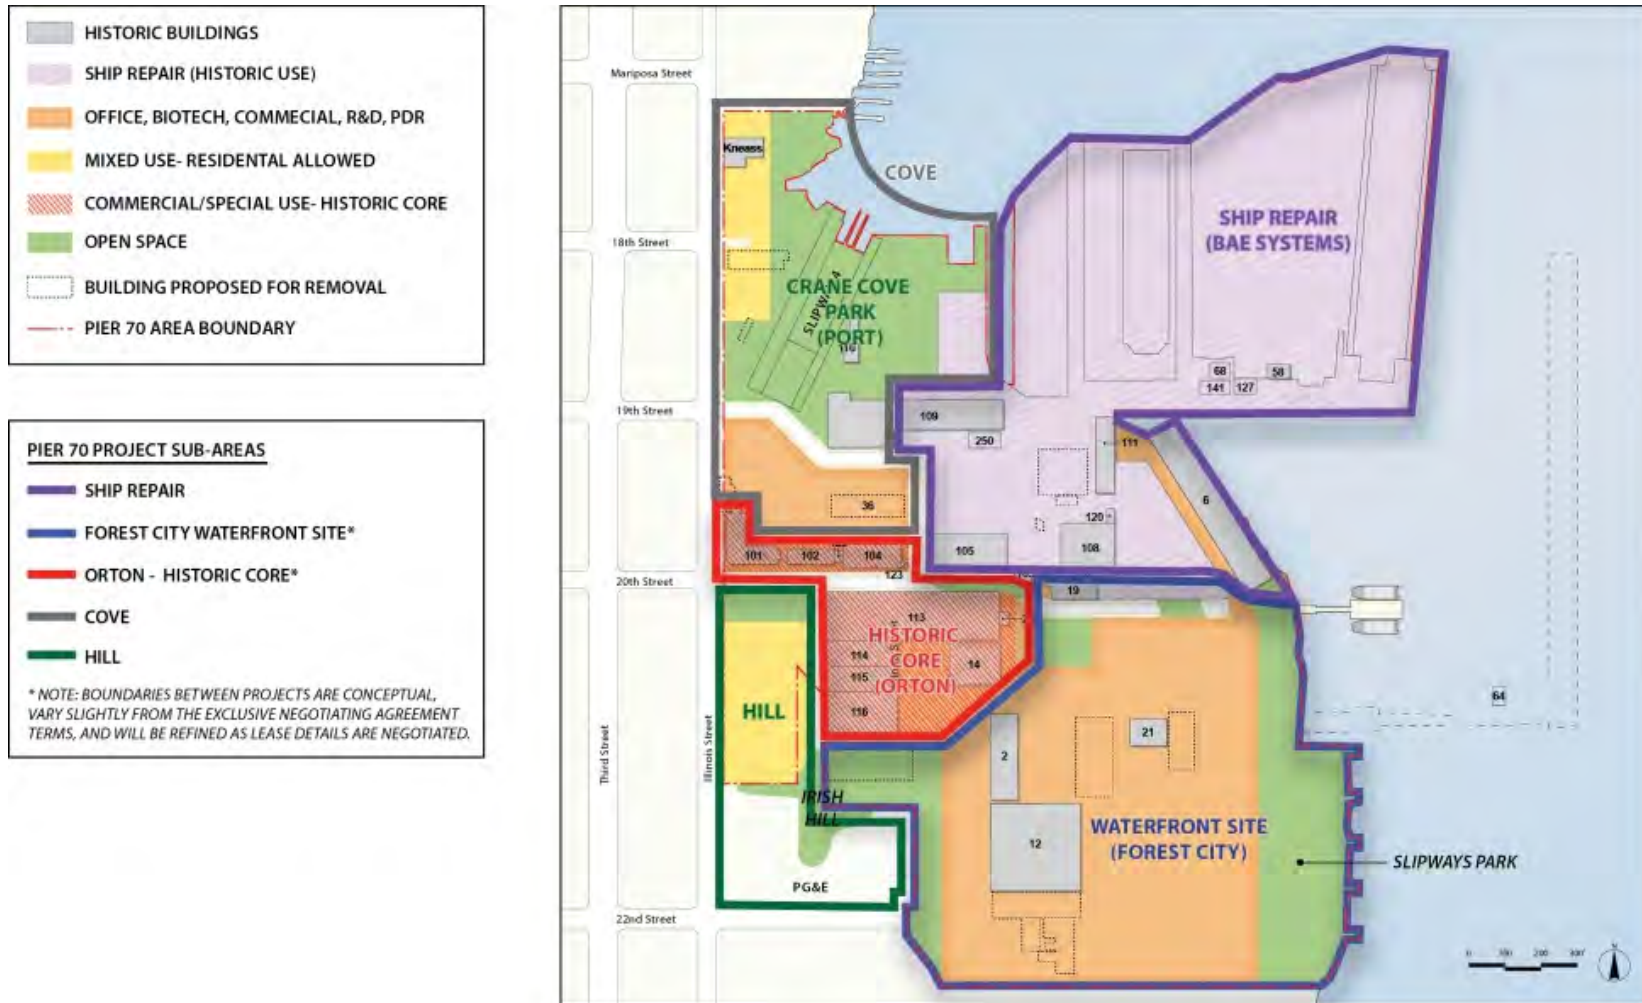 HISTORIC BUILDINGS
SHIP REPAIR (HISTORIC USE)
OFFICE, BIOTECH, COMMECIAL, R&D, PDR
MIXED USE- RESIDENTAL ALLOWED
COMMERCIAL/SPECIAL USE- HISTORIC CORE
OPEN SPACE
BUILDING PROPOSED FOR REMOVAL
PIER 70 AREA BOUNDARY
PIER 70 PROJECT SUB-AREAS
SHIP REPAIR
FOREST CITY WATERFRONT SITE*
ORTON - HISTORIC CORE*
COVE
HILL
* NOTE: BOUNDARIES BETWEEN PROJECTS ARE CONCEPTUAL,
VARY SLIGHTLY FROM THE EXCLUSIVE NEGOTIATING AGREEMENT
TERMS, AND WILL BE REFINED AS LEASE DETAILS ARE NEGOTIATED.
Mariposa Street
Kneass
COVE
SHIP REPAIR
(BAE SYSTEMS)
18th Street
CRANE COVE
PARK
(PORT)
SLIPWAY 4
68
58
141
127
19th Street
109
250
111
6
36
120
101
102
104
105
108
123
20th Street
19
113
HISTORIC
CORE
(ORTON)
114
14
115
116
64
HILL
Third Street
Illinois Street
2
21
IRISH
HILL
WATERFRONT SITE
(FOREST CITY)
12
SLIPWAYS PARK
PG&E
22nd Street
0
200
N